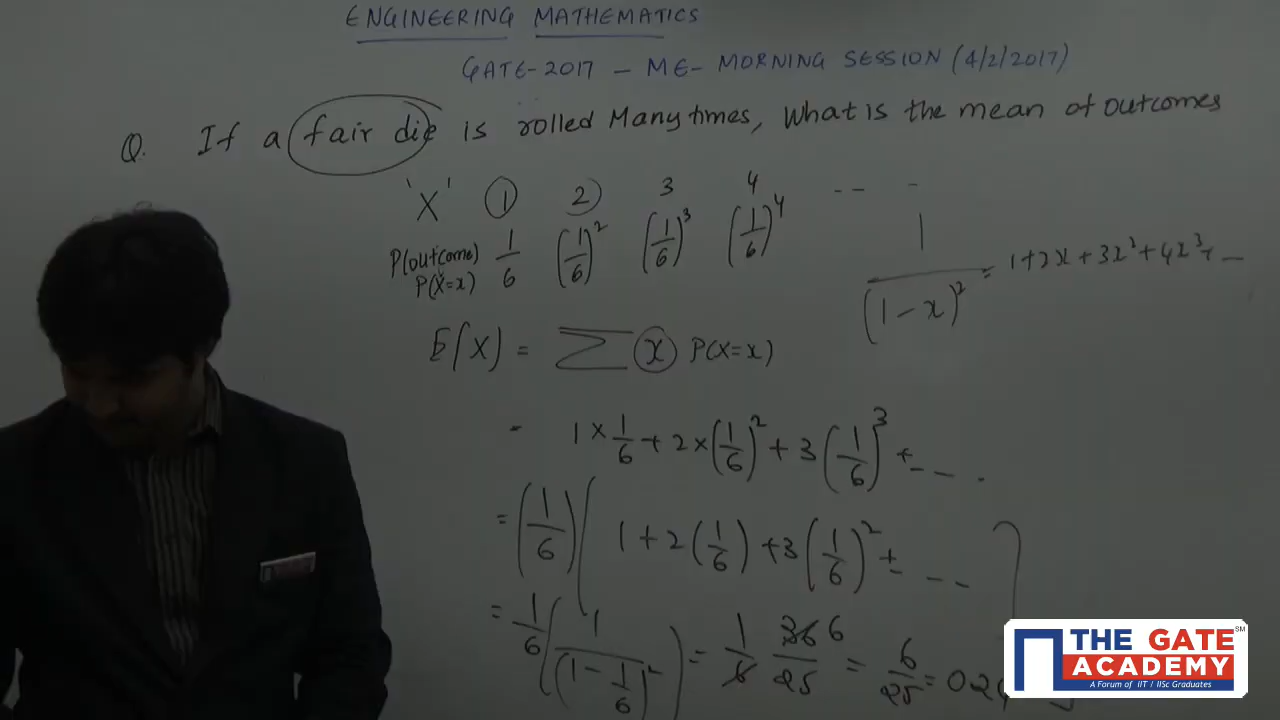 ENGINEERING MATHEMATICS
GATE-2017 - ME- MORNING SESSION (4/2/2017)
Q. If a fair die is rolled Many times, What is the mean of outcomes
'X' 1 2 3 4 -- -
P(outcome) 1/6 (1/6)^2 (1/6)^3 (1/6)^4
P(X=x)
1/(1-x)^2 = 1+2x+3x^2+4x^3+ --
E(X) = Σ x P(X=x)
- 1×1/6+2×(1/6)^2+3(1/6)^3+---.
=(1/6)(1+2(1/6)+3(1/6)^2+---)
=1/6(1/(1-1/6)^2) = 1/6 36 6/25 = 6/25 = 024
THE GATE ACADEMY
SM
A Forum of IIT / IISc Graduates